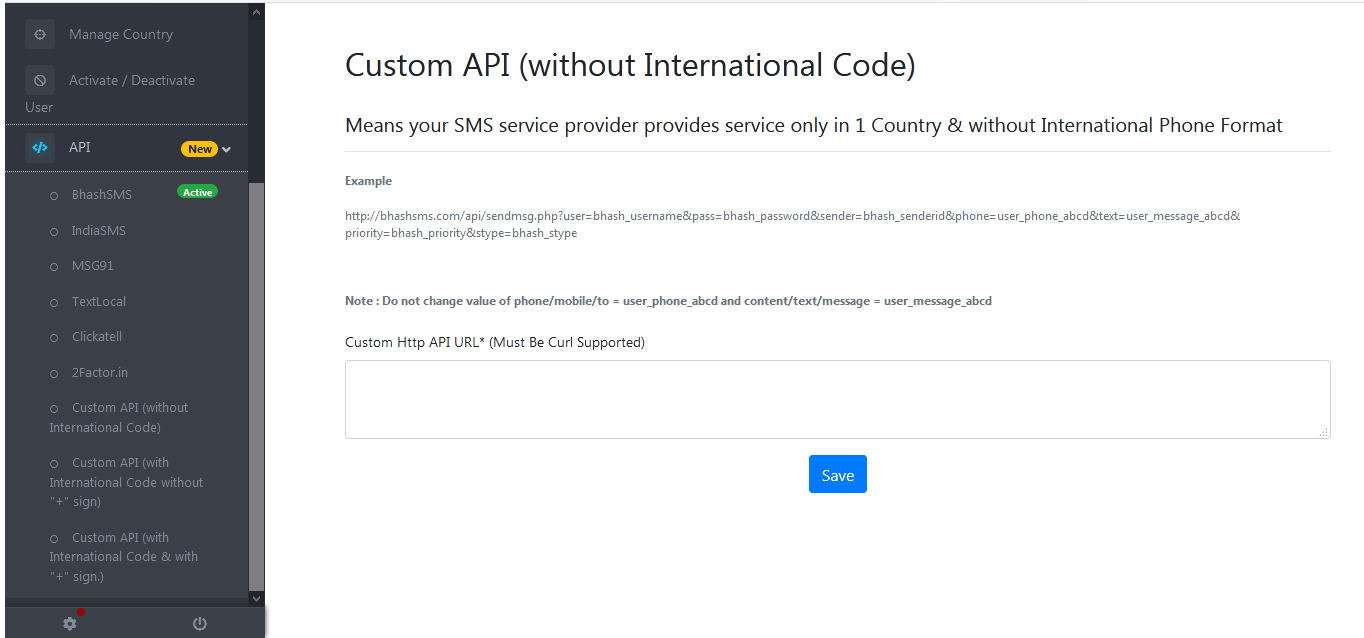 Manage Country
Activate / Deactivate
User
API
New
BhashSMS
Active
IndiaSMS
MSG91
TextLocal
Clickatell
2Factor.in
Custom API (without
International Code)
Custom API (with
International Code without
"+" sign)
Custom API (with
International Code & with
"+" sign.)
Custom API (without International Code)
Means your SMS service provider provides service only in 1 Country & without International Phone Format
Example
http://bhashsms.com/api/sendmsg.php?user=bhash_username&pass=bhash_password&sender=bhash_senderid&phone=user_phone_abcd&text=user_message_abcd&
priority=bhash_priority&stype=bhash_stype
Note : Do not change value of phone/mobile/to = user_phone_abcd and content/text/message = user_message_abcd
Custom Http API URL* (Must Be Curl Supported)
Save